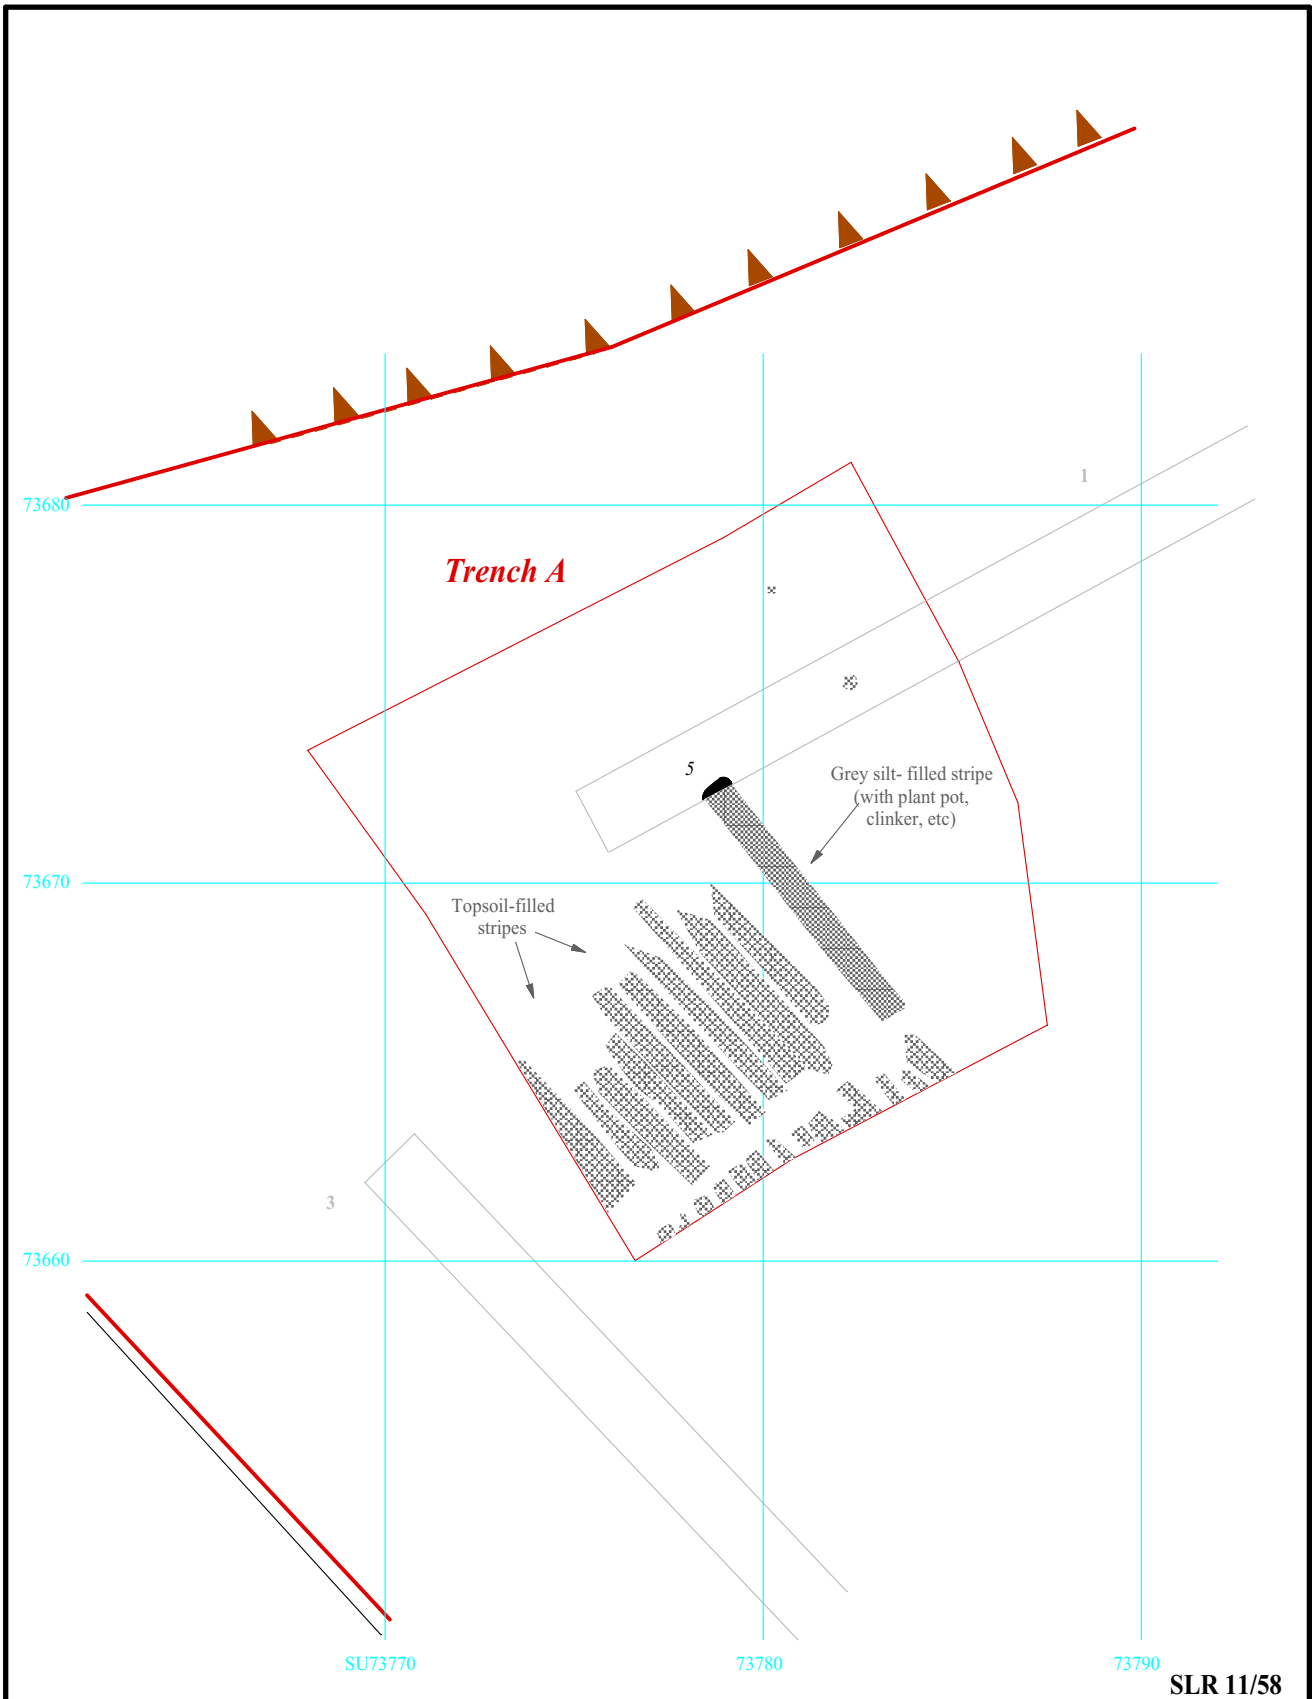 1
73680
Trench A
5
Grey silt- filled stripe
(with plant pot,
clinker, etc)
73670
Topsoil-filled
stripes
3
73660
SU73770
73780
73790
SLR 11/58